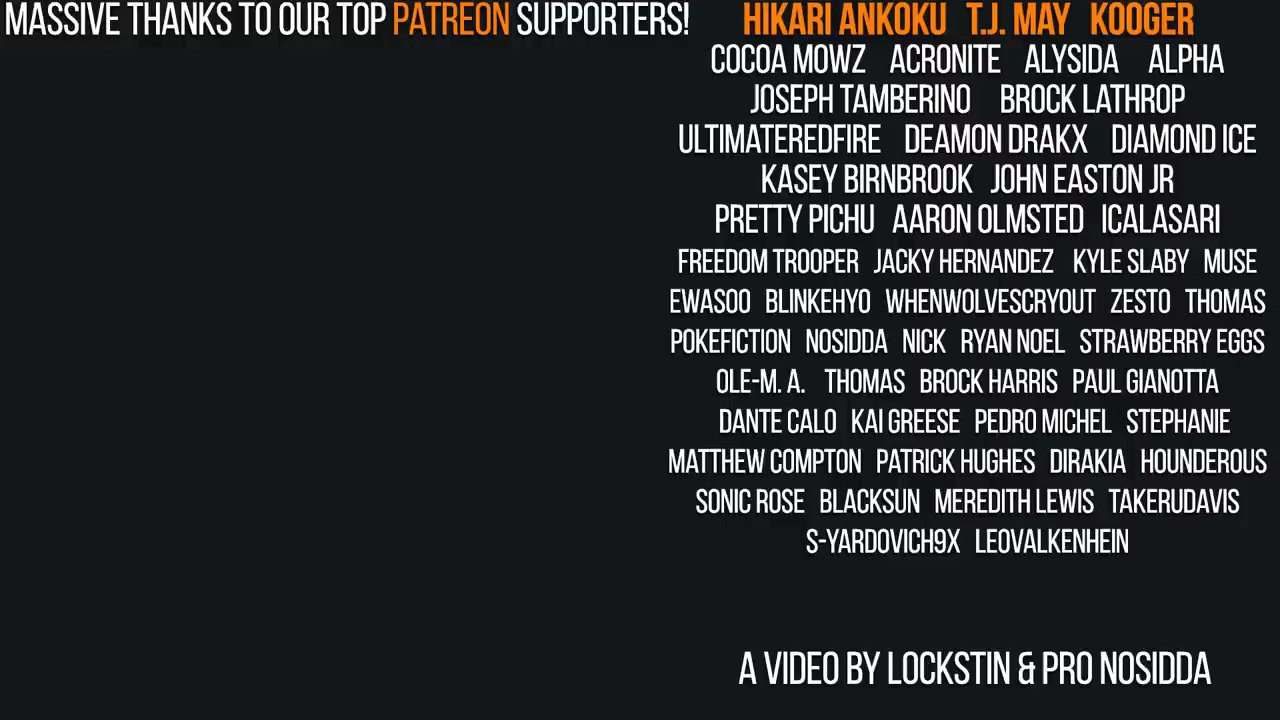 MASSIVE THANKS TO OUR TOP PATREON SUPPORTERS!
HIKARI ANKOKU T.J. MAY KOOGER
COCOA MOWZ ACRONITE ALYSIDA ALPHA
JOSEPH TAMBERINO BROCK LATHROP
ULTIMATEREDFIRE DEAMON DRAKX DIAMOND ICE
KASEY BIRNBROOK JOHN EASTON JR
PRETTY PICHU AARON OLMSTED ICALASARI
FREEDOM TROOPER JACKY HERNANDEZ KYLE SLABY MUSE
EWASOO BLINKEHYO WHENWOLVESCRYOUT ZESTO THOMAS
POKEFICTION NOSIDDA NICK RYAN NOEL STRAWBERRY EGGS
OLE-M. A. THOMAS BROCK HARRIS PAUL GIANOTTA
DANTE CALO KAI GREESE PEDRO MICHEL STEPHANIE
MATTHEW COMPTON PATRICK HUGHES DIRAKIA HOUNDEROUS
SONIC ROSE BLACKSUN MEREDITH LEWIS TAKERUDAVIS
S-YARDOVICH9X LEOVALKENHEIN
A VIDEO BY LOCKSTIN & PRO NOSIDDA